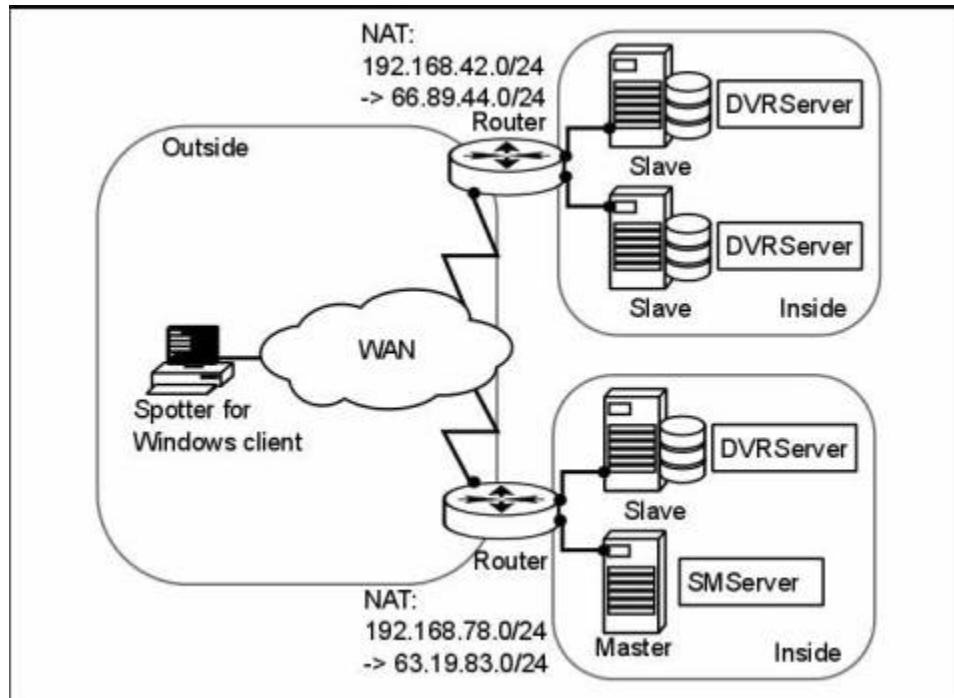 NAT:
192.168.42.0/24
-> 66.89.44.0/24
Router
Outside
DVRServer
Slave
DVRServer
Slave
Inside
WAN
Spotter for
Windows client
DVRServer
Slave
Router
SMServer
Master
Inside
NAT:
192.168.78.0/24
-> 63.19.83.0/24